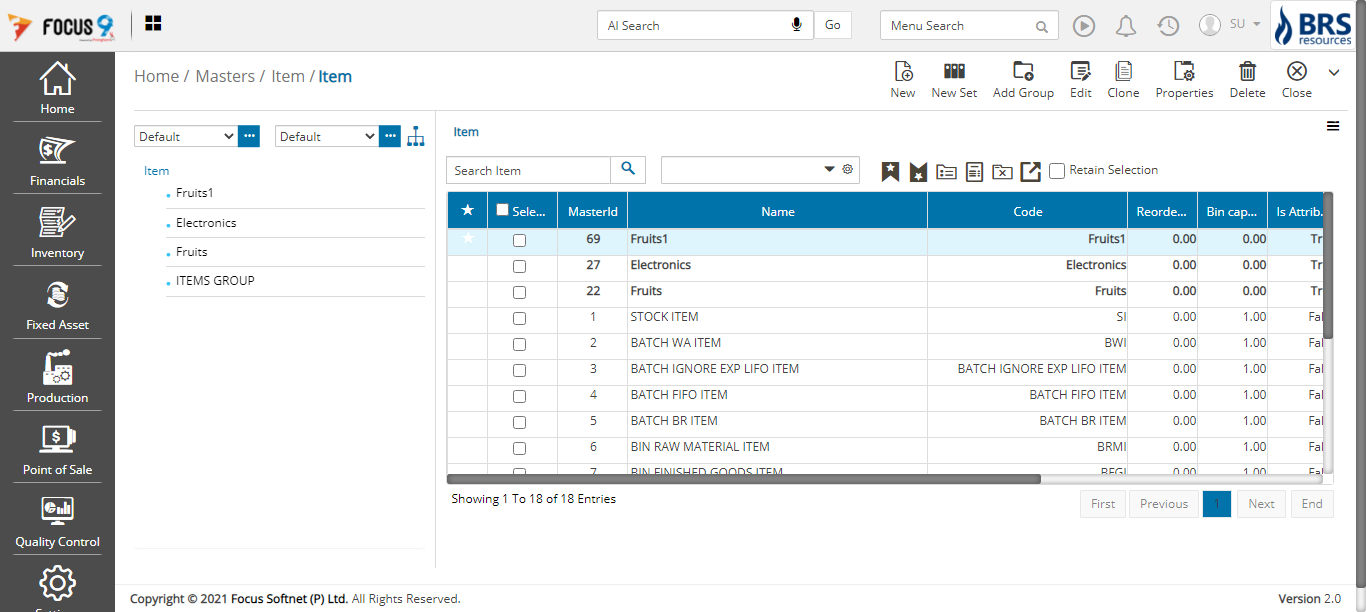 FOCUS 9
AI Search
Go
Menu Search
SU
BRS
resources
Home
Financials
Inventory
Fixed Asset
Production
Point of Sale
Quality Control
Home / Masters / Item / Item
New
New Set
Add Group
Edit
Clone
Properties
Delete
Close
Default ... Default ...
Item
Fruits1
Electronics
Fruits
ITEMS GROUP
Item
Search Item
Retain Selection
Sele... MasterId Name Code Reorde... Bin cap... Is Attrib.
69 Fruits1 Fruits1 0.00 0.00 Tr
27 Electronics Electronics 0.00 0.00 Tr
22 Fruits Fruits 0.00 0.00 Tr
1 STOCK ITEM SI 0.00 1.00 Fal
2 BATCH WA ITEM BWI 0.00 1.00 Fal
3 BATCH IGNORE EXP LIFO ITEM BATCH IGNORE EXP LIFO ITEM 0.00 1.00 Fal
4 BATCH FIFO ITEM BATCH FIFO ITEM 0.00 1.00 Fal
5 BATCH BR ITEM BATCH BR ITEM 0.00 1.00 Fal
6 BIN RAW MATERIAL ITEM BRMI 0.00 1.00 Fal
7 BIN FINISHED GOODS ITEM BFGI 0.00 1.00 Fal
Showing 1 To 18 of 18 Entries
First Previous 1 Next End
Copyright © 2021 Focus Softnet (P) Ltd. All Rights Reserved.
Version 2.0